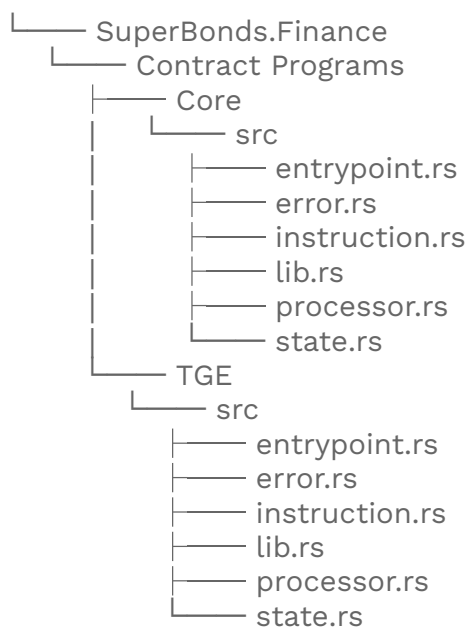 SuperBonds.Finance
Contract Programs
Core
src
entrypoint.rs
error.rs
instruction.rs
lib.rs
processor.rs
state.rs
TGE
src
entrypoint.rs
error.rs
instruction.rs
lib.rs
processor.rs
state.rs